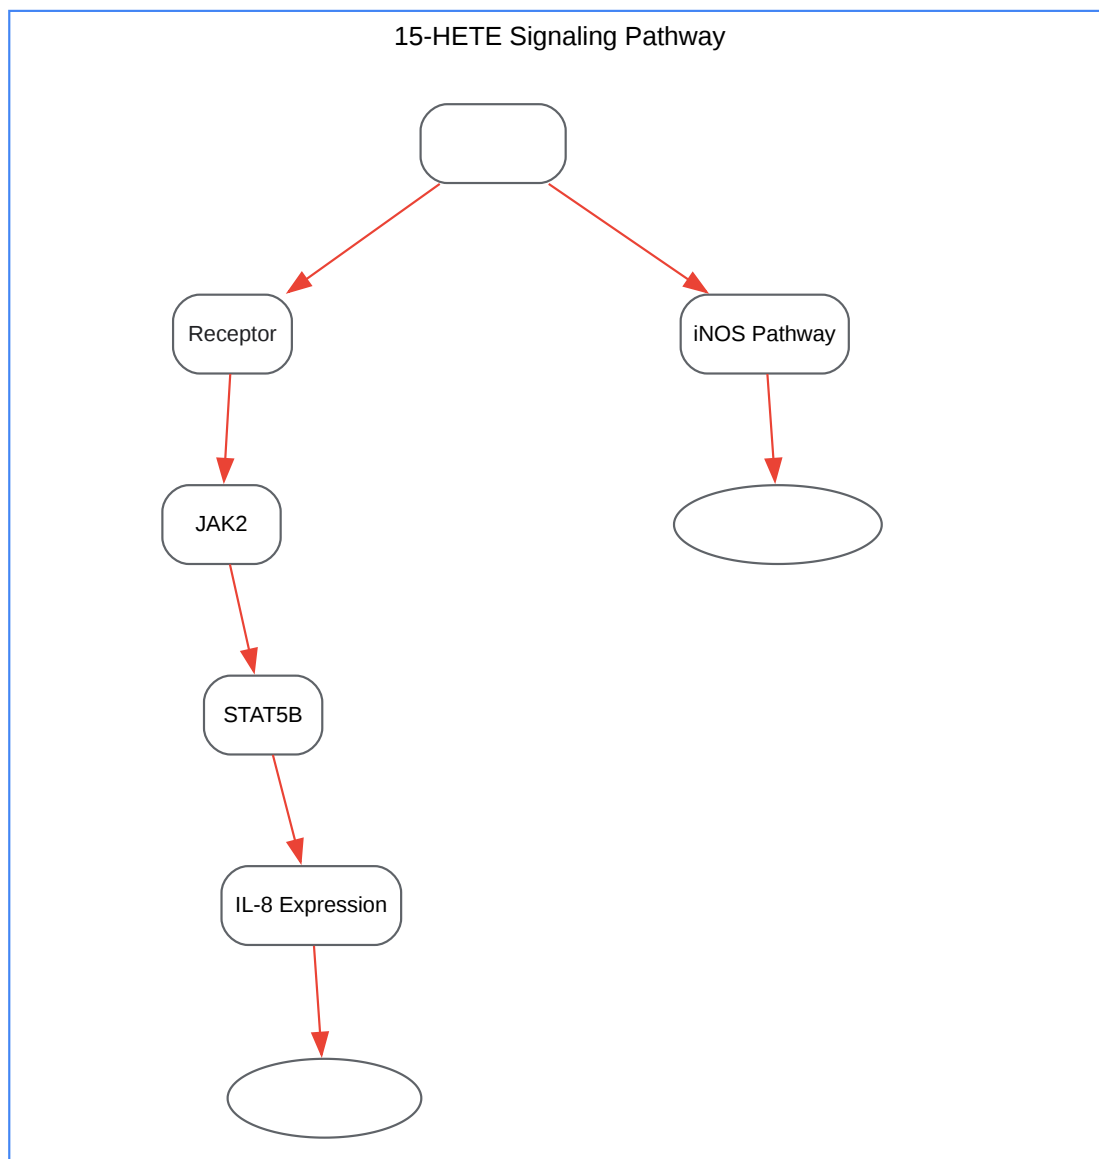 15-HETE Signaling Pathway
Receptor
iNOS Pathway
JAK2
STAT5B
IL-8 Expression